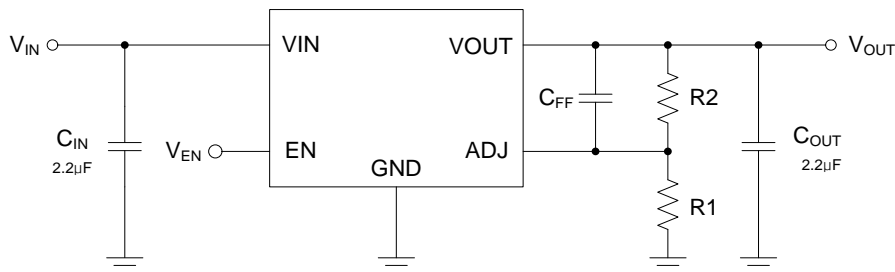 VIN
VIN
VOUT
VOUT
CFF
R2
CIN
2.2µF
VEN
EN
ADJ
COUT
2.2µF
GND
R1